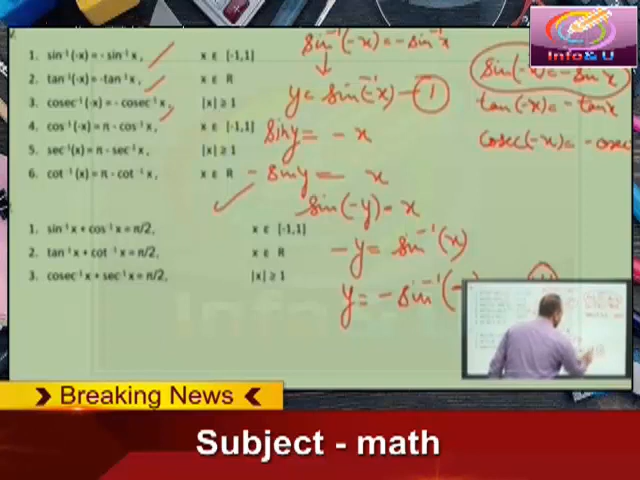 1. sin⁻¹(-x) = - sin⁻¹x, x ∈ [-1,1]
2. tan⁻¹(-x) = -tan⁻¹x, x ∈ R
3. cosec⁻¹(-x) = - cosec⁻¹x, |x| ≥ 1
4. cos⁻¹(-x) = π - cos⁻¹x, x ∈ [-1,1]
5. sec⁻¹(-x) = π - sec⁻¹x, |x| ≥ 1
6. cot⁻¹(-x) = π - cot⁻¹x, x ∈ R
1. sin⁻¹x + cos⁻¹x = π/2, x ∈ [-1,1]
2. tan⁻¹x + cot⁻¹x = π/2, x ∈ R
3. cosec⁻¹x + sec⁻¹x = π/2, |x| ≥ 1
sin⁻¹(-x) = -sin⁻¹x
y = sin⁻¹(-x) - 1
sin y = - x
- sin y = x
sin(-y) = x
-y = sin⁻¹(x)
y = - sin⁻¹(
sin(-x) = - sin x
tan(-x) = - tan x
cosec(-x) = - cosec
Info & U
Breaking News
Subject - math